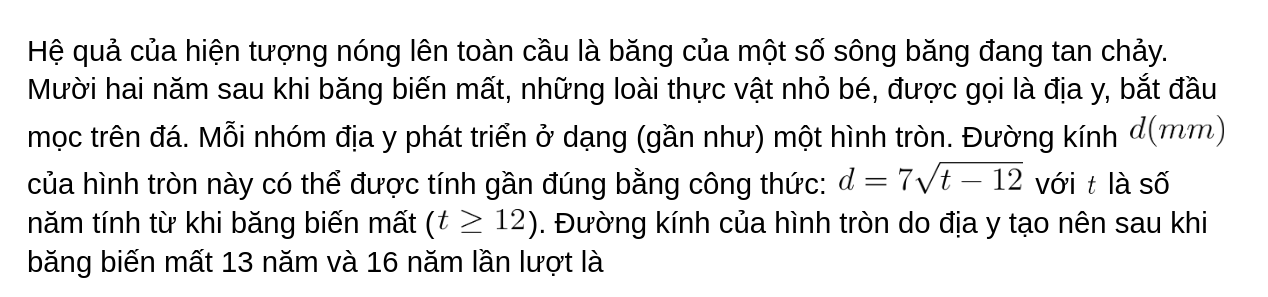 Hệ quả của hiện tượng nóng lên toàn cầu là băng của một số sông băng đang tan chảy.
Mười hai năm sau khi băng biến mất, những loài thực vật nhỏ bé, được gọi là địa y, bắt đầu
mọc trên đá. Mỗi nhóm địa y phát triển ở dạng (gần như) một hình tròn. Đường kính d(mm)
của hình tròn này có thể được tính gần đúng bằng công thức: d = 7√(t − 12) với t là số
năm tính từ khi băng biến mất (t ≥ 12). Đường kính của hình tròn do địa y tạo nên sau khi
băng biến mất 13 năm và 16 năm lần lượt là